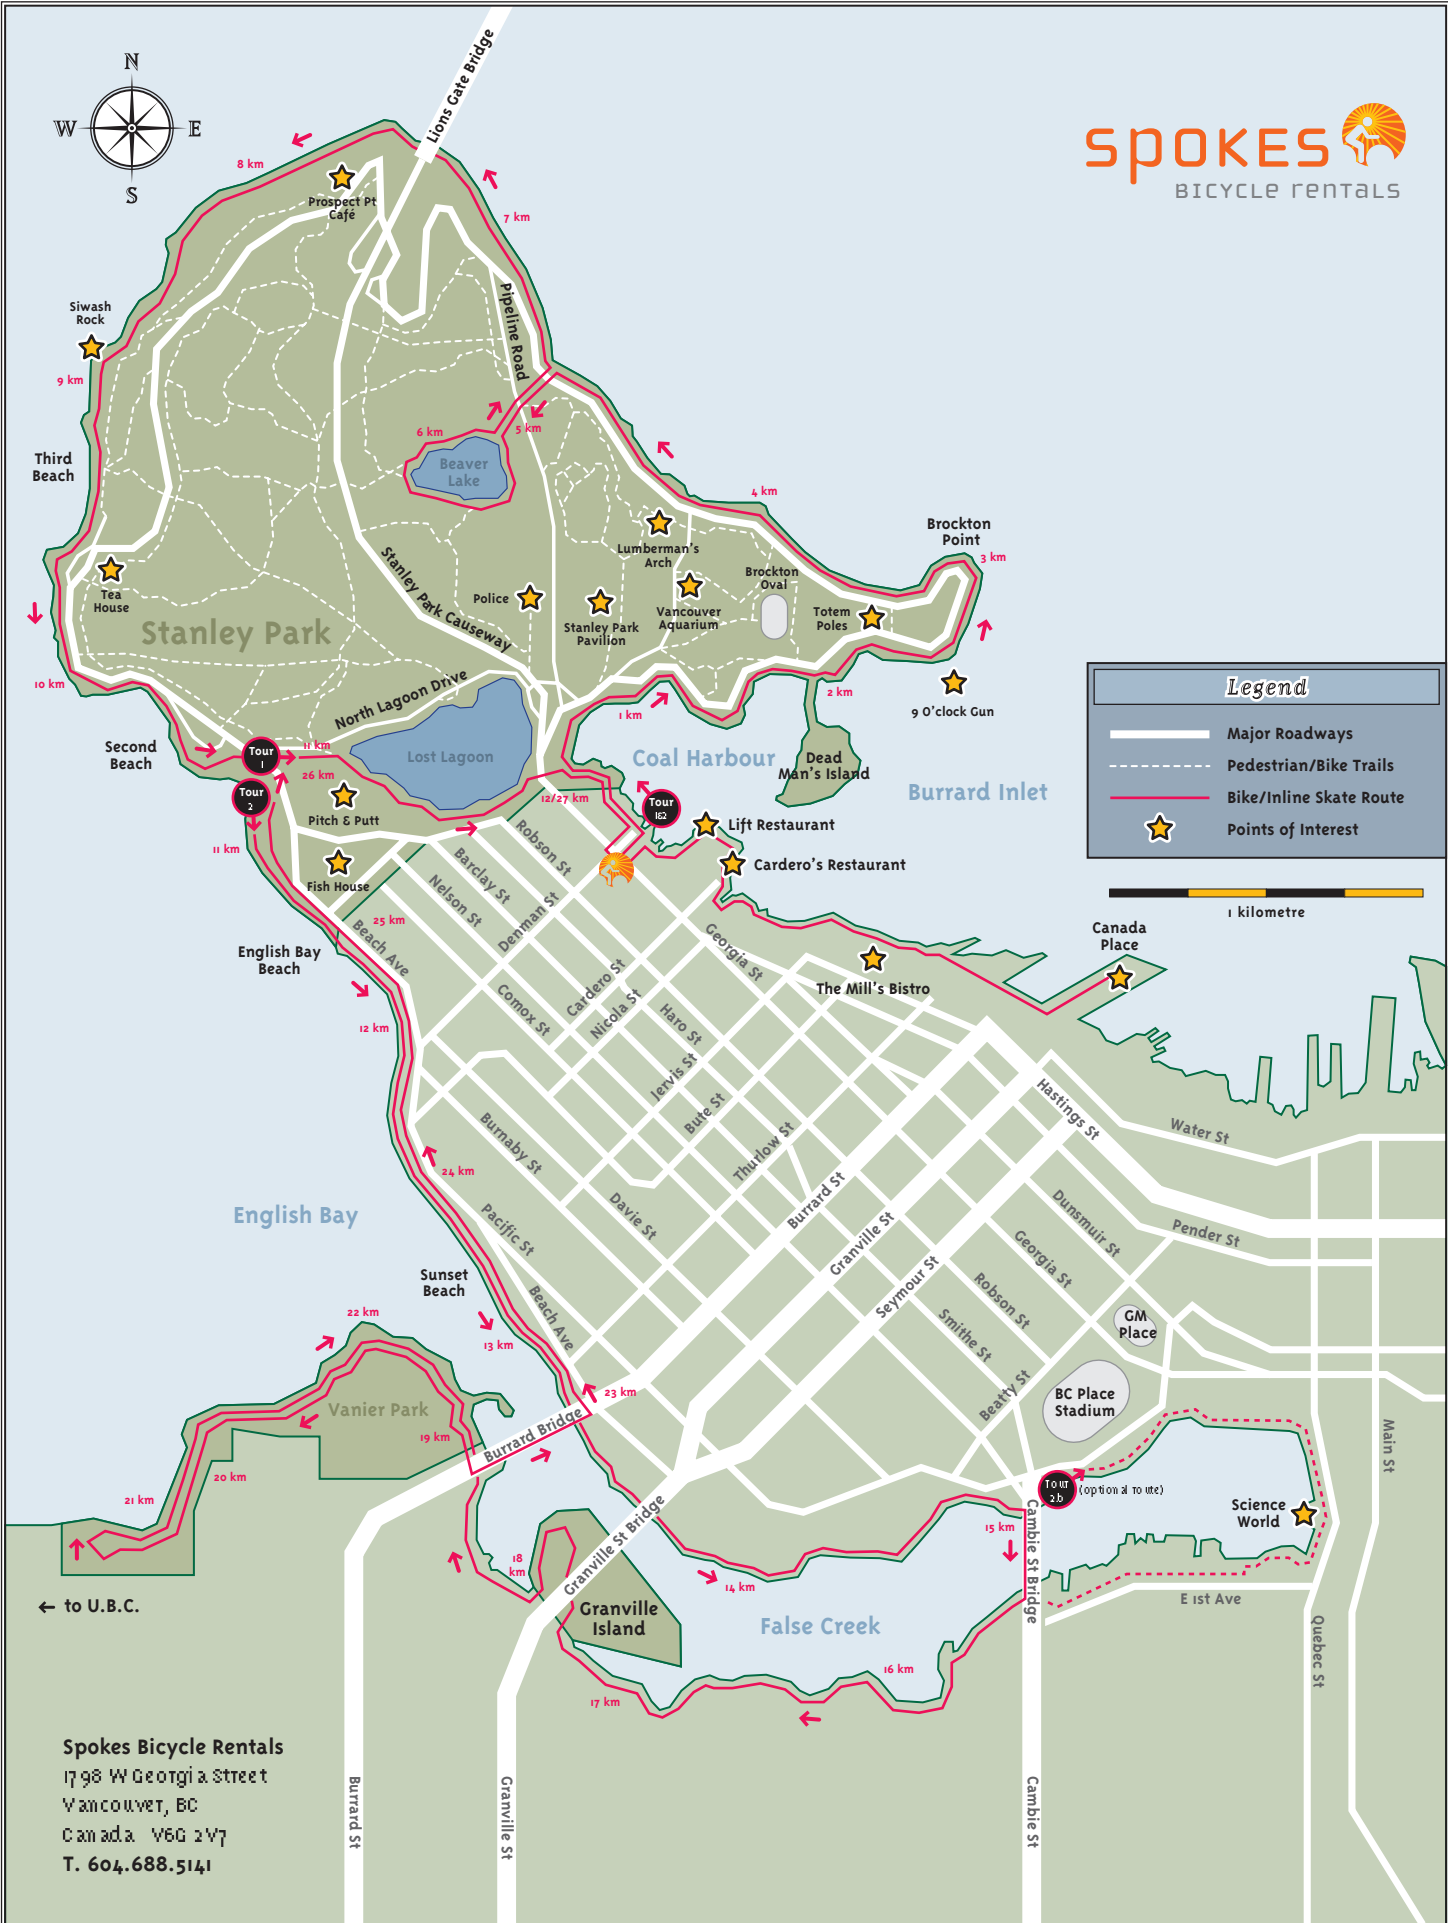 N
W
E
S
Lions Gate Bridge
SPOKES
BICYCLE RENTALS
8 km
Prospect Pt
Café
7 km
Siwash
Rock
9 km
Pipeline Road
6 km
5 km
Beaver
Lake
Third
Beach
4 km
Brockton
Point
3 km
Lumberman's
Arch
Brockton
Oval
Tea
House
Stanley Park Causeway
Police
Stanley Park
Pavilion
Vancouver
Aquarium
Totem
Poles
Stanley Park
10 km
North Lagoon Drive
2 km
9 O'clock Gun
1 km
Legend
Major Roadways
Pedestrian/Bike Trails
Bike/Inline Skate Route
Points of Interest
1 kilometre
Second
Beach
Tour
1
11 km
26 km
Lost Lagoon
Coal Harbour
Dead
Man's Island
Burrard Inlet
Tour
2
Pitch & Putt
12/27 km
Tour
1&2
Lift Restaurant
11 km
Fish House
Cardero's Restaurant
Robson St
Barclay St
Nelson St
Denman St
25 km
Beach Ave
English Bay
Beach
Georgia St
Canada
Place
The Mill's Bistro
Comox St
Cardero St
Nicola St
Haro St
12 km
Jervis St
Bute St
Hastings St
Water St
Burnaby St
Thurlow St
24 km
English Bay
Davie St
Burrard St
Pacific St
Granville St
Dunsmuir St
Pender St
Georgia St
Seymour St
Robson St
Smithe St
Sunset
Beach
Beach Ave
13 km
GM
Place
22 km
Vanier Park
23 km
Beatty St
BC Place
Stadium
19 km
Burrard Bridge
Main St
20 km
21 km
Tour
2.b
(optional route)
Science
World
15 km
Cambie St Bridge
Granville St Bridge
18
km
14 km
← to U.B.C.
Granville
Island
False Creek
E 1st Ave
Quebec St
16 km
17 km
Spokes Bicycle Rentals
1798 W Georgia Street
Vancouver, BC
Canada V6G 2V7
T. 604.688.5141
Burrard St
Granville St
Cambie St